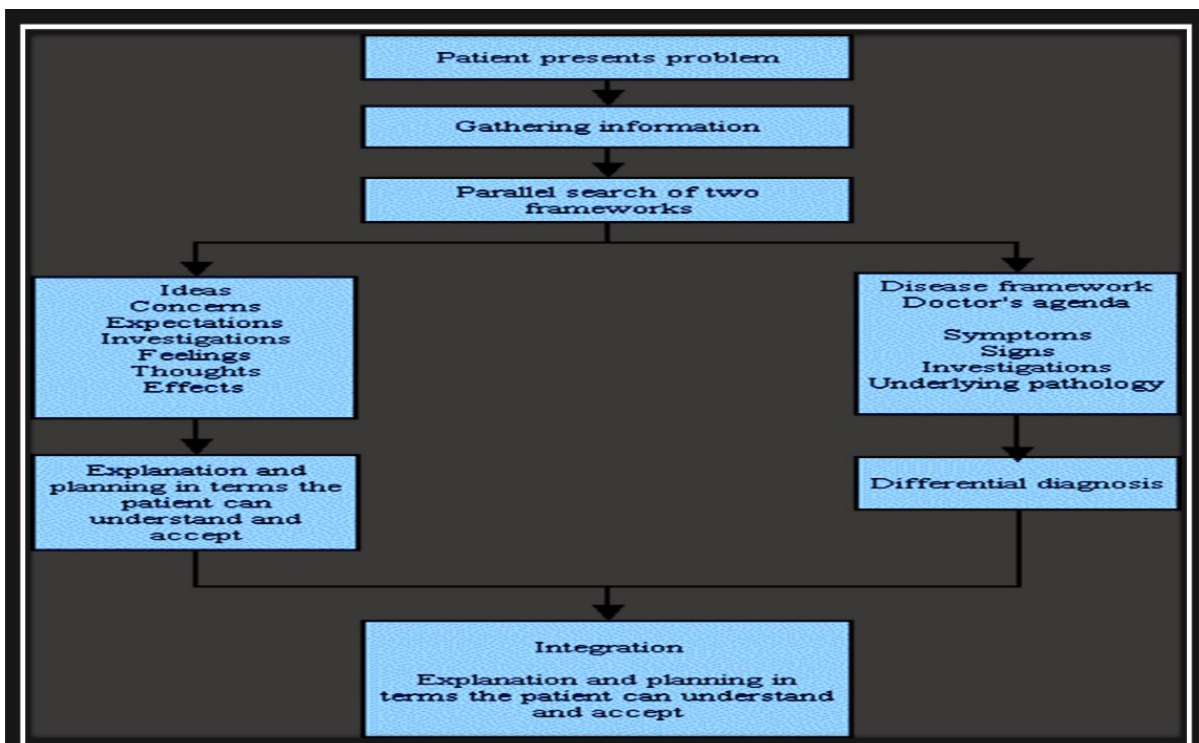 Patient presents problem
Gathering information
Parallel search of two
frameworks
Ideas
Concerns
Expectations
Investigations
Feelings
Thoughts
Effects
Disease framework
Doctor's agenda
Symptoms
Signs
Investigations
Underlying pathology
Explanation and
planning in terms the
patient can
understand and
accept
Differential diagnosis
Integration
Explanation and planning in
terms the patient can understand
and accept